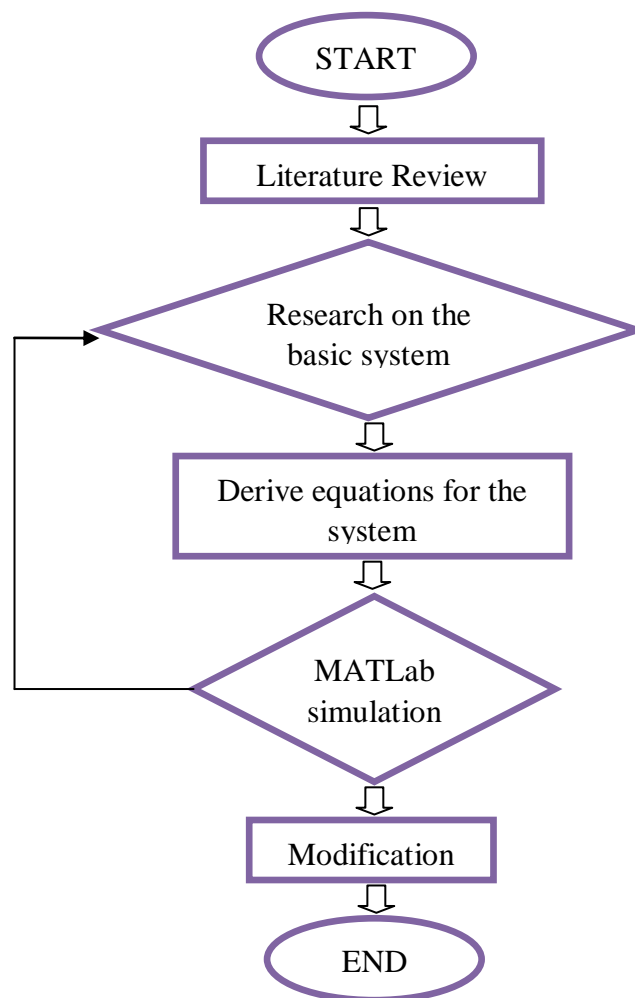 START
Literature Review
Research on the
basic system
Derive equations for the
system
MATLab
simulation
Modification
END